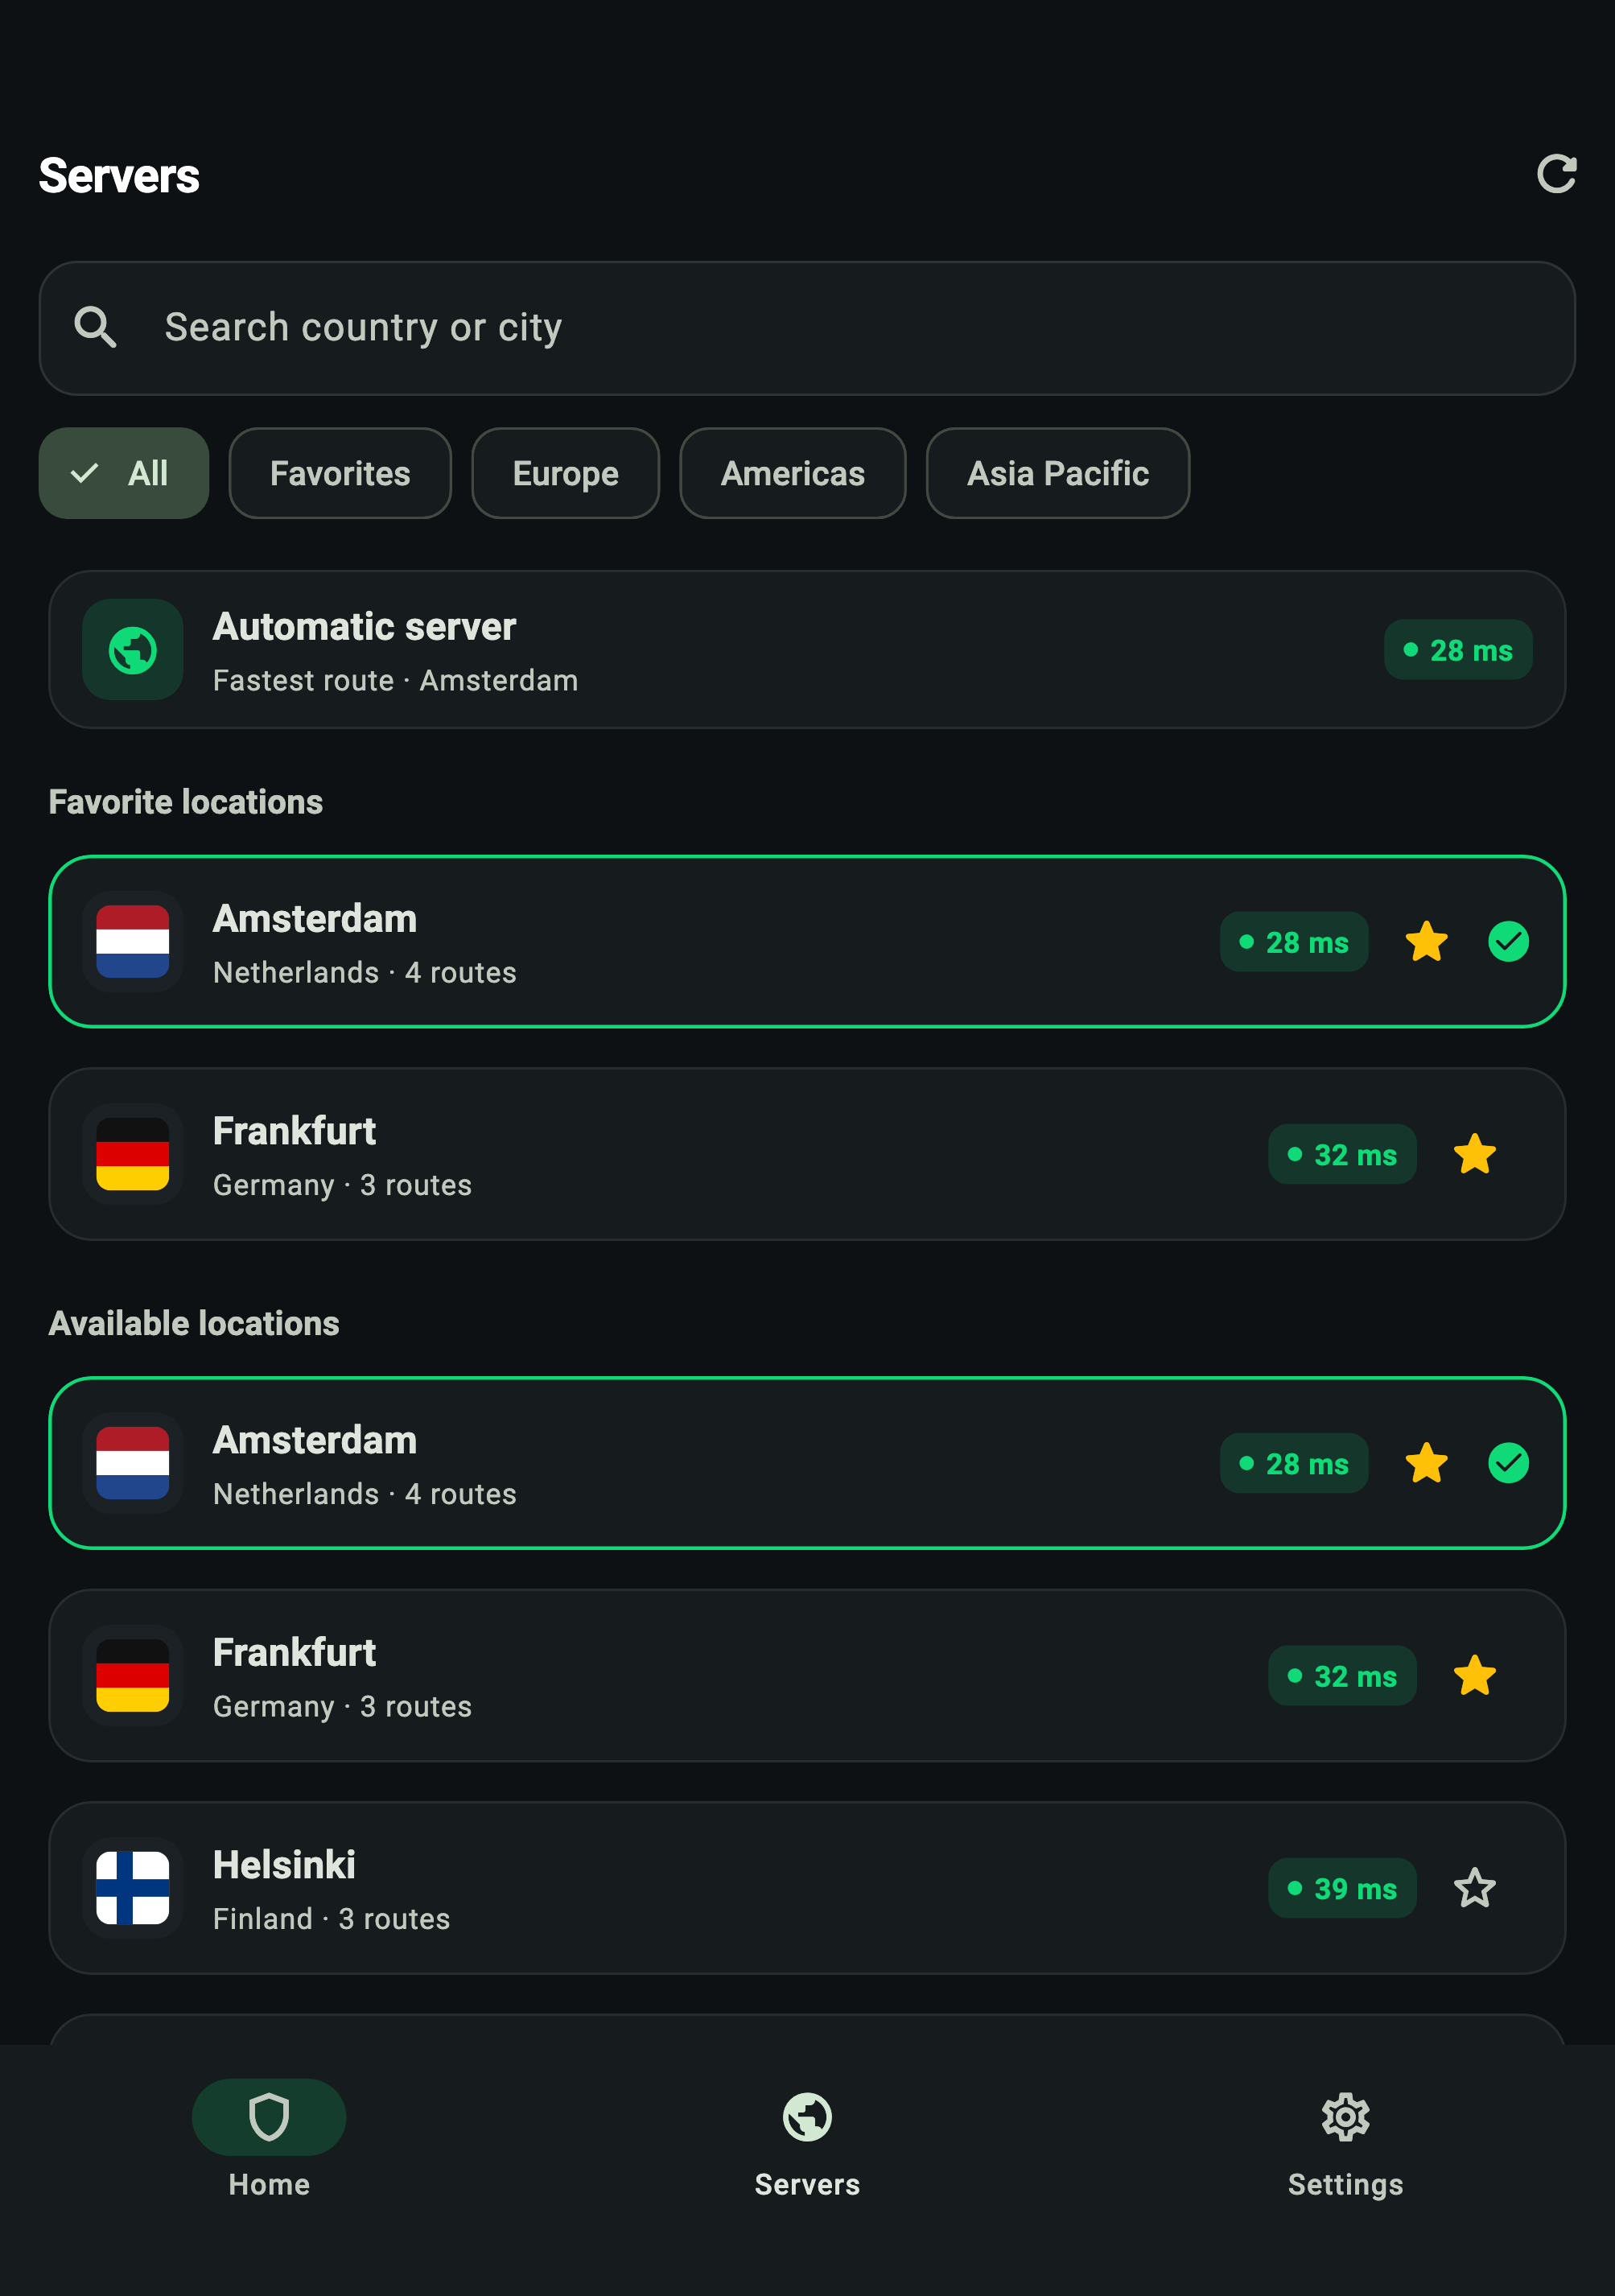 Servers
Search country or city
All
Favorites
Europe
Americas
Asia Pacific
Automatic server
Fastest route · Amsterdam
28 ms
Favorite locations
Amsterdam
Netherlands · 4 routes
28 ms
Frankfurt
Germany · 3 routes
32 ms
Available locations
Amsterdam
Netherlands · 4 routes
28 ms
Frankfurt
Germany · 3 routes
32 ms
Helsinki
Finland · 3 routes
39 ms
Home
Servers
Settings